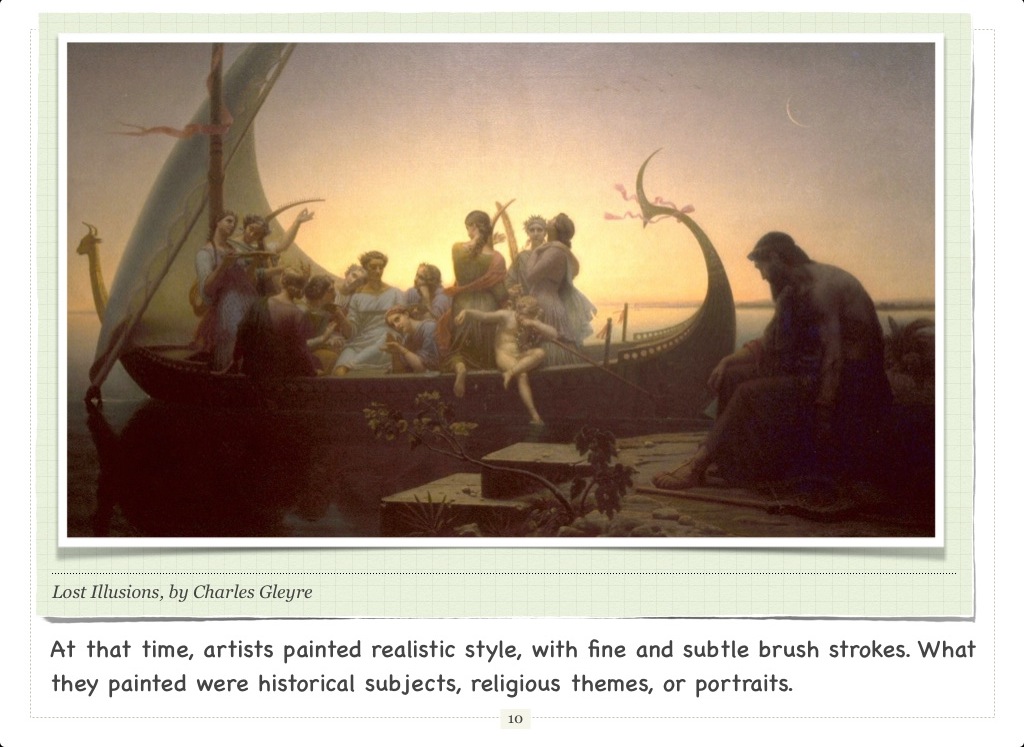 Lost Illusions, by Charles Gleyre
At that time, artists painted realistic style, with fine and subtle brush strokes. What
they painted were historical subjects, religious themes, or portraits.
10